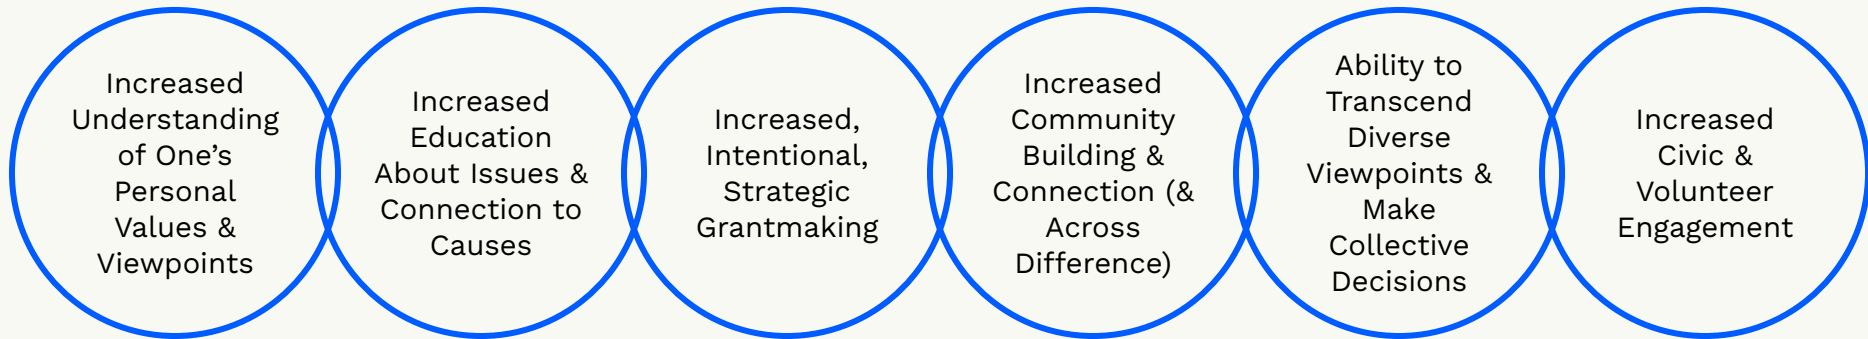 Increased
Understanding
of One’s
Personal
Values &
Viewpoints
Increased
Education
About Issues &
Connection to
Causes
Increased,
Intentional,
Strategic
Grantmaking
Increased
Community
Building &
Connection (&
Across
Difference)
Ability to
Transcend
Diverse
Viewpoints &
Make
Collective
Decisions
Increased
Civic &
Volunteer
Engagement